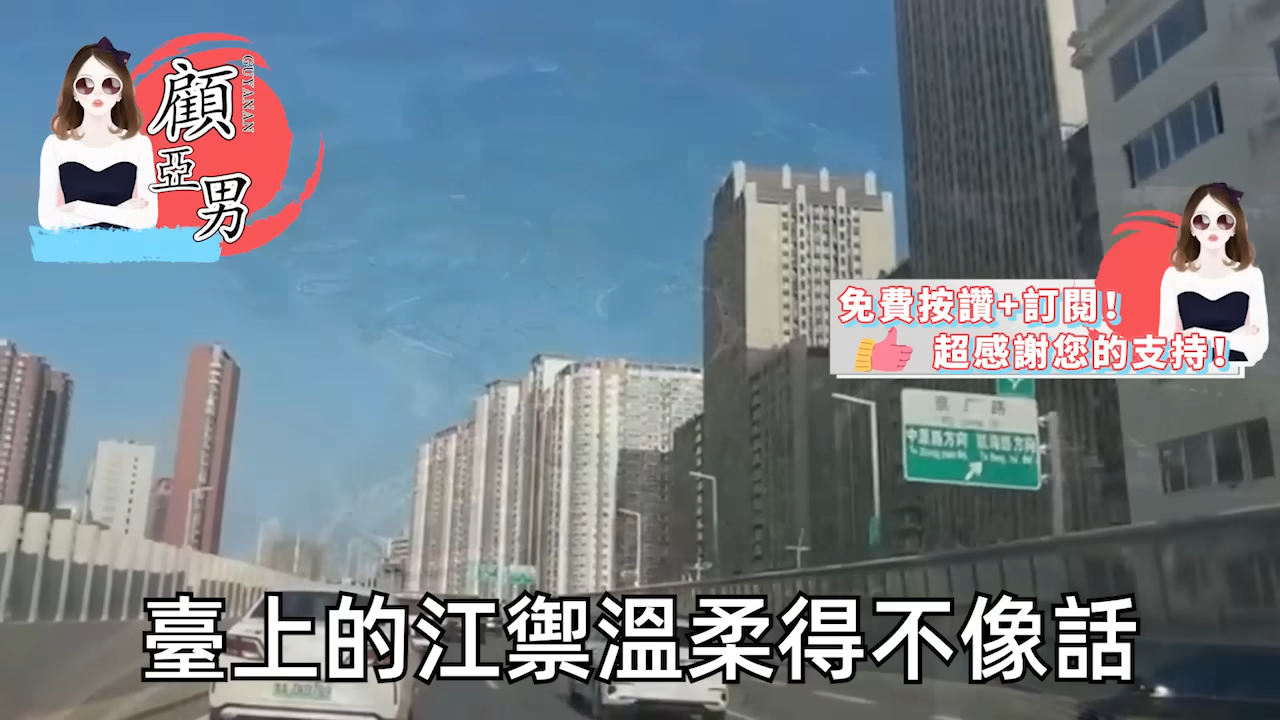 顧亞男
GUYANAN
免費按讚+訂閱!
超感謝您的支持!
京广路
中原路方向 航海路方向
臺上的江禦溫柔得不像話